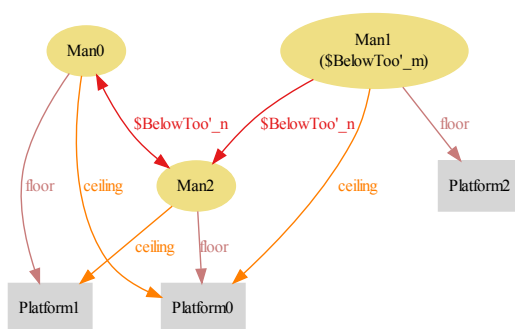 Man1
($BelowToo'_m)
Man0
$BelowToo'_n
$BelowToo'_n
floor
Man2
Platform2
floor
ceiling
ceiling
floor
ceiling
Platform1
Platform0